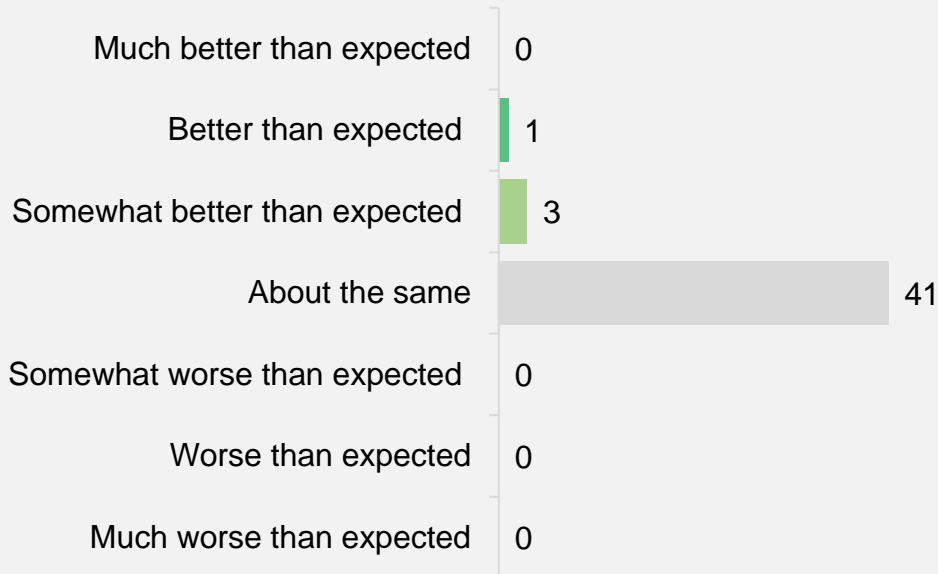 Much better than expected 0
Better than expected 1
Somewhat better than expected 3
About the same 41
Somewhat worse than expected 0
Worse than expected 0
Much worse than expected 0